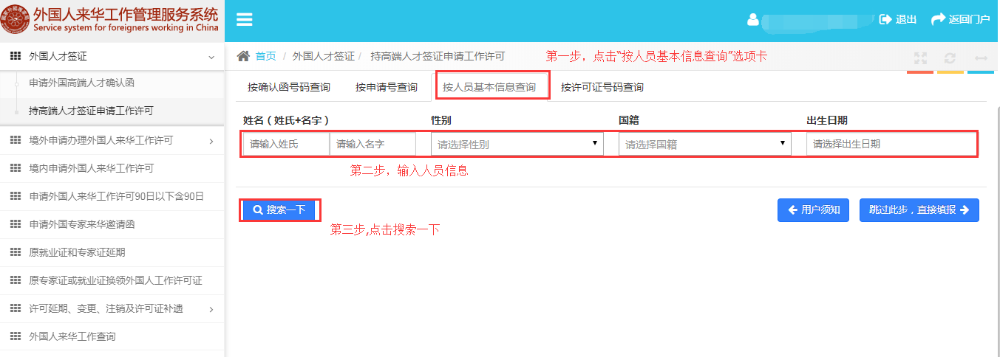 外国人来华工作管理服务系统
Service system for foreigners working in China
退出
返回门户
外国人才签证
申请外国高端人才确认函
持高端人才签证申请工作许可
境外申请办理外国人来华工作许可
境内申请外国人来华工作许可
申请外国人来华工作许可90日以下含90日
申请外国专家来华邀请函
原就业证和专家证延期
原专家证或就业证换领外国人工作许可证
许可延期、变更、注销及许可证补遗
外国人来华工作查询
首页 / 外国人才签证 / 持高端人才签证申请工作许可
第一步，点击“按人员基本信息查询”选项卡
按确认函号码查询 按申请号查询 按人员基本信息查询 按许可证号码查询
姓名（姓氏+名字） 性别 国籍 出生日期
请输入姓氏 请输入名字 请选择性别 请选择国籍 请选择出生日期
第二步，输入人员信息
搜索一下 用户须知 跳过此步，直接填报
第三步,点击搜索一下